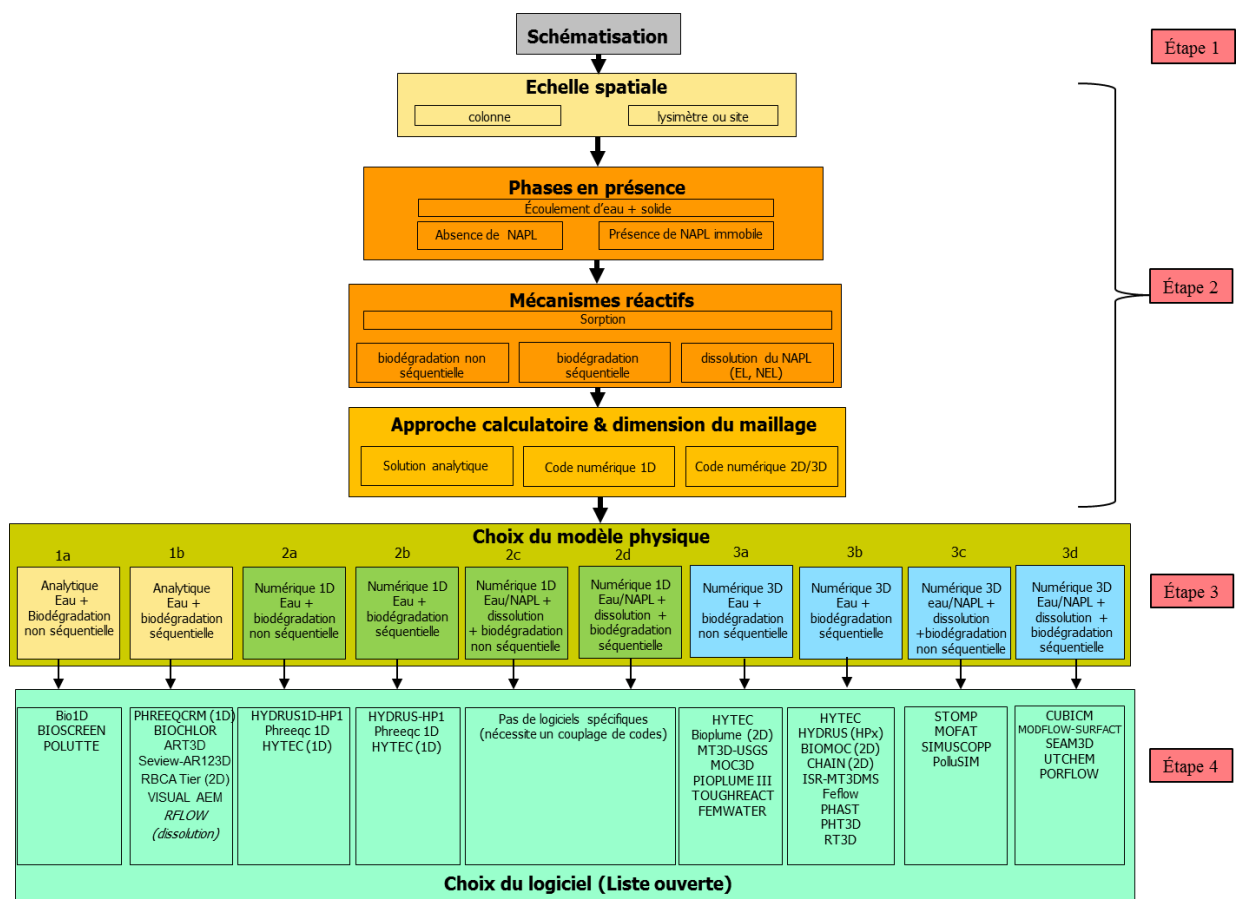 Schématisation
Étape 1
Echelle spatiale
colonne
lysimètre ou site
Phases en présence
Écoulement d'eau + solide
Absence de NAPL
Présence de NAPL immobile
Étape 2
Mécanismes réactifs
Sorption
biodégradation non
séquentielle
biodégradation
séquentielle
dissolution du NAPL
(EL, NEL)
Approche calculatoire & dimension du maillage
Solution analytique
Code numérique 1D
Code numérique 2D/3D
Choix du modèle physique
1a
Analytique
Eau +
Biodégradation
non séquentielle
1b
Analytique
Eau +
biodégradation
séquentielle
2a
Numérique 1D
Eau +
biodégradation
non séquentielle
2b
Numérique 1D
Eau +
biodégradation
séquentielle
2c
Numérique 1D
Eau/NAPL +
dissolution
+ biodégradation
non séquentielle
2d
Numérique 1D
Eau/NAPL +
dissolution +
biodégradation
séquentielle
3a
Numérique 3D
Eau +
biodégradation
non séquentielle
3b
Numérique 3D
Eau +
biodégradation
séquentielle
3c
Numérique 3D
eau/NAPL +
dissolution
+biodégradation
non séquentielle
3d
Numérique 3D
Eau/NAPL +
dissolution +
biodégradation
séquentielle
Étape 3
Bio1D
BIOSCREEN
POLUTTE
PHREEQCRM (1D)
BIOCHLOR
ART3D
Seview-AR123D
RBCA Tier (2D)
VISUAL AEM
RFLOW
(dissolution)
HYDRUS1D-HP1
Phreeqc 1D
HYTEC (1D)
HYDRUS-HP1
Phreeqc 1D
HYTEC (1D)
Pas de logiciels spécifiques
(nécessite un couplage de codes)
HYTEC
Bioplume (2D)
MT3D-USGS
MOC3D
PIOPLUME III
TOUGHREACT
FEMWATER
HYTEC
HYDRUS (HPx)
BIOMOC (2D)
CHAIN (2D)
ISR-MT3DMS
Feflow
PHAST
PHT3D
RT3D
STOMP
MOFAT
SIMUSCOPP
PolluSIM
CUBICM
MODFLOW-SURFACT
SEAM3D
UTCHEM
PORFLOW
Étape 4
Choix du logiciel (Liste ouverte)